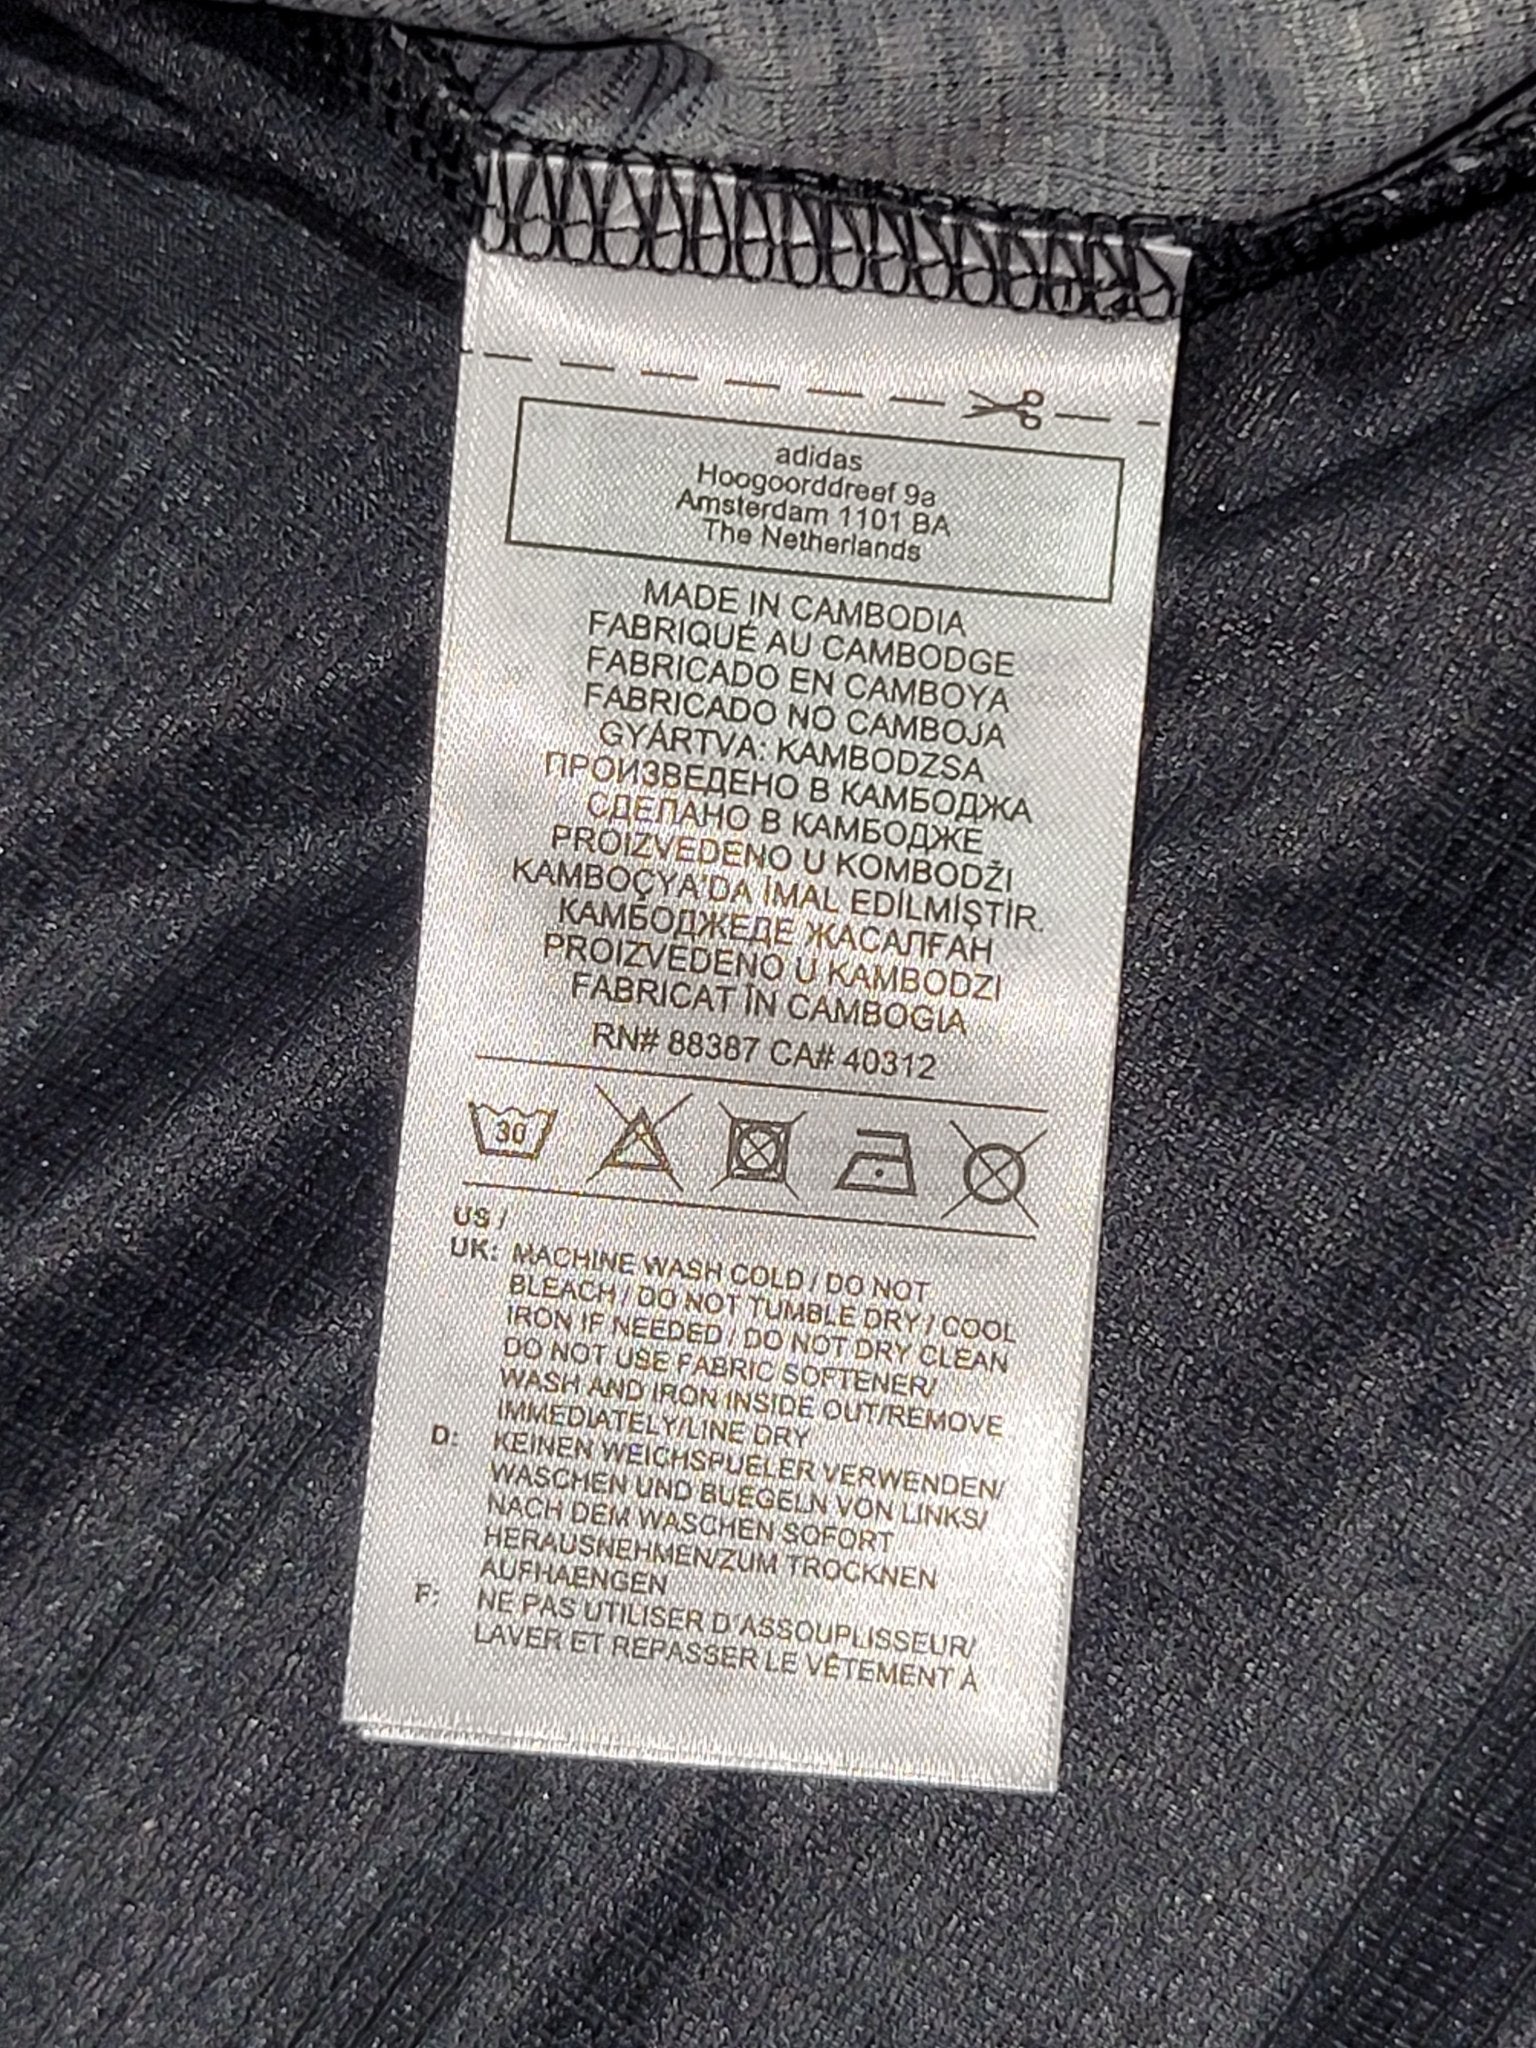 adidas
Hoogoorddreef 9a
Amsterdam 1101 BA
The Netherlands
MADE IN CAMBODIA
FABRIQUÉ AU CAMBODGE
FABRICADO EN CAMBOYA
FABRICADO NO CAMBOJA
GYÁRTVA: KAMBODZSA
ПРОИЗВЕДЕНО В КАМБОДЖА
СДЕЛАНО В КАМБОДЖЕ
PROIZVEDENO U KOMBODŽI
KAMBOÇYA'DA İMAL EDİLMİŞTİR.
КАМБОДЖЕДЕ ЖАСАЛҒАН
PROIZVEDENO U KAMBODZI
FABRICAT ÎN CAMBOGIA
RN# 88387 CA# 40312
30
US /
UK: MACHINE WASH COLD / DO NOT
BLEACH / DO NOT TUMBLE DRY / COOL
IRON IF NEEDED / DO NOT DRY CLEAN
DO NOT USE FABRIC SOFTENER/
WASH AND IRON INSIDE OUT/REMOVE
IMMEDIATELY/LINE DRY
D: KEINEN WEICHSPUELER VERWENDEN/
WASCHEN UND BUEGELN VON LINKS/
NACH DEM WASCHEN SOFORT
HERAUSNEHMEN/ZUM TROCKNEN
AUFHAENGEN
F: NE PAS UTILISER D'ASSOUPLISSEUR/
LAVER ET REPASSER LE VÊTEMENT À